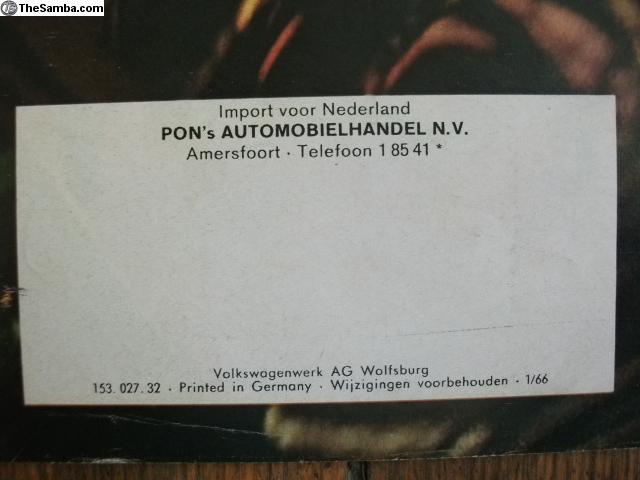 TheSamba.com
Import voor Nederland
PON's AUTOMOBIELHANDEL N.V.
Amersfoort · Telefoon 1 85 41 *
Volkswagenwerk AG Wolfsburg
153. 027. 32 · Printed in Germany · Wijzigingen voorbehouden · 1/66